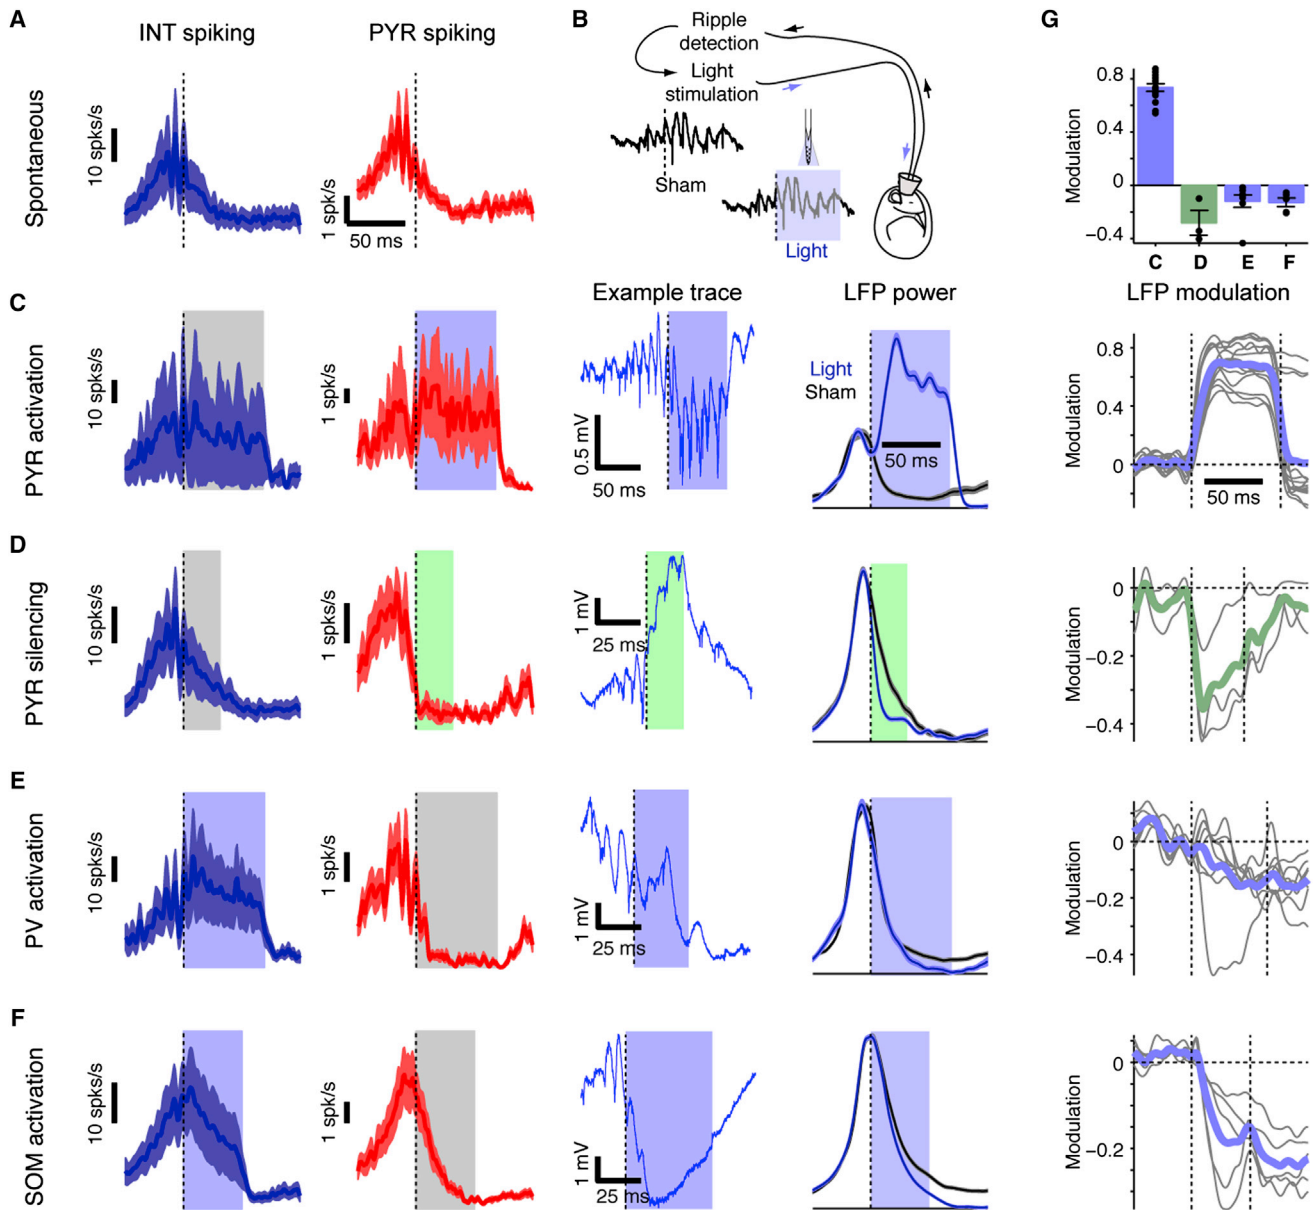 A
INT spiking
PYR spiking
Spontaneous
10 spks/s
1 spk/s
50 ms
B
Ripple
detection
Light
stimulation
Sham
Light
G
Modulation
0.8
0.4
0
−0.4
C
D
E
F
C
PYR activation
10 spks/s
1 spk/s
Example trace
0.5 mV
50 ms
LFP power
Light
Sham
50 ms
LFP modulation
Modulation
0.8
0.4
0
50 ms
D
PYR silencing
10 spks/s
1 spks/s
1 mV
25 ms
Modulation
0
−0.2
−0.4
E
PV activation
10 spks/s
1 spk/s
1 mV
25 ms
Modulation
0
−0.2
−0.4
F
SOM activation
10 spks/s
1 spk/s
1 mV
25 ms
Modulation
0
−0.2